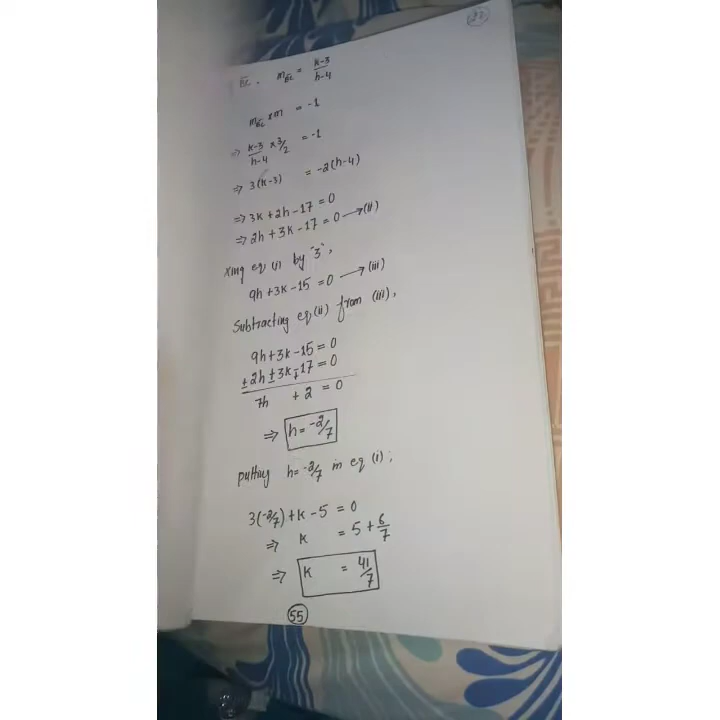 BC. m_BC = k-3/h-4
m_BC × m = -1
⇒ k-3/h-4 × 3/2 = -1
⇒ 3(k-3) = -2(h-4)
⇒ 3k + 2h - 17 = 0
⇒ 2h + 3k - 17 = 0 → (ii)
xing eq (i) by "3",
9h + 3k - 15 = 0 → (iii)
Subtracting eq (ii) from (iii),
9h + 3k - 15 = 0
± 2h ± 3k ∓ 17 = 0
7h + 2 = 0
⇒ h = -2/7
putting h = -2/7 in eq (i);
3(-2/7) + k - 5 = 0
⇒ k = 5 + 6/7
⇒ k = 41/7
55